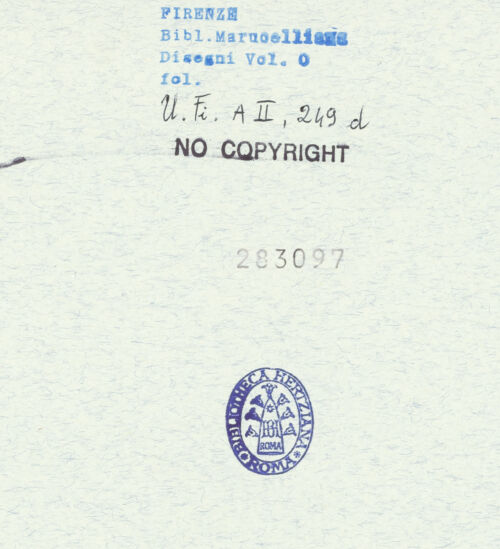 FIRENZE
Bibl.Marucelliana
Disegni Vol. O
fol.
U. Fi. A II, 249 d
NO COPYRIGHT
283097
BIBLIOTHECA HERTZIANA
ROMA
* ROMA *